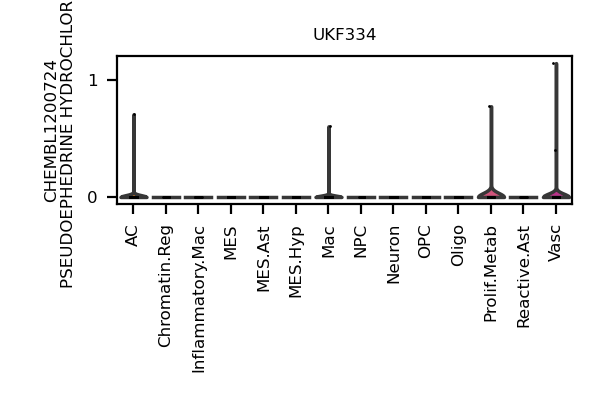 UKF334
CHEMBL1200724
PSEUDOEPHEDRINE HYDROCHLOR
1
0
AC
Chromatin.Reg
Inflammatory.Mac
MES
MES.Ast
MES.Hyp
Mac
NPC
Neuron
OPC
Oligo
Prolif.Metab
Reactive.Ast
Vasc